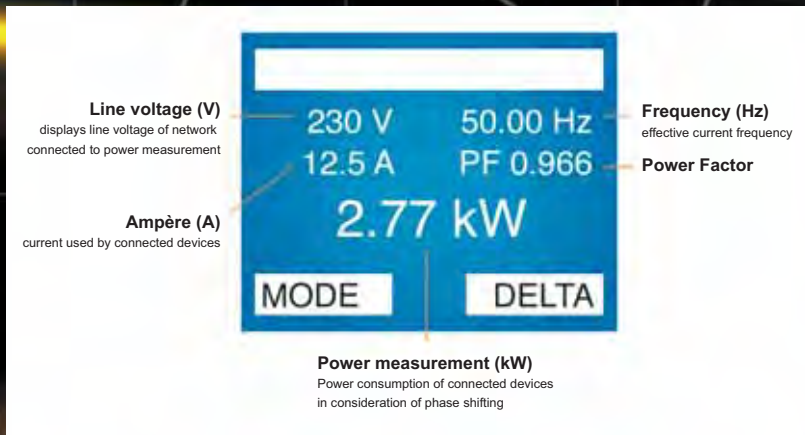 Line voltage (V)
displays line voltage of network
connected to power measurement
Ampère (A)
current used by connected devices
230 V
50.00 Hz
12.5 A
PF 0.966
2.77 kW
MODE
DELTA
Frequency (Hz)
effective current frequency
Power Factor
Power measurement (kW)
Power consumption of connected devices
in consideration of phase shifting